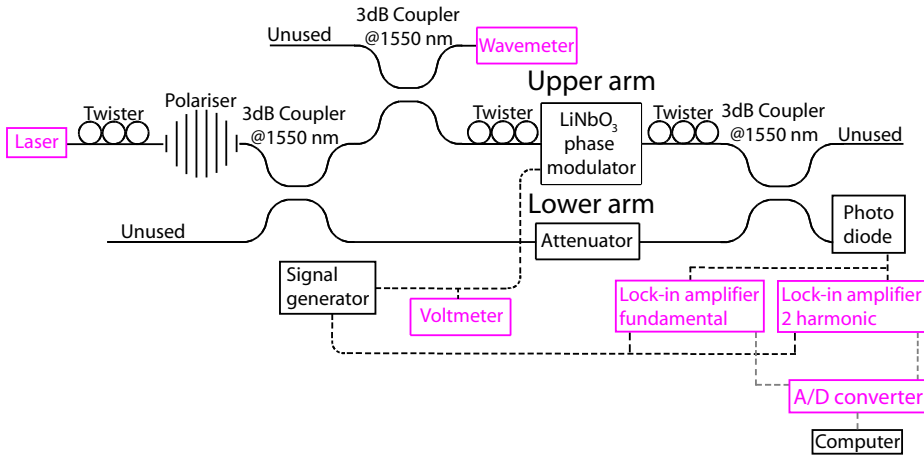 3dB Coupler
@1550 nm
Unused
Wavemeter
Upper arm
Polariser
Twister
3dB Coupler
@1550 nm
Twister
LiNbO3
phase
modulator
Twister
3dB Coupler
@1550 nm
Laser
Unused
Lower arm
Unused
Attenuator
Photo
diode
Signal
generator
Voltmeter
Lock-in amplifier
fundamental
Lock-in amplifier
2 harmonic
A/D converter
Computer